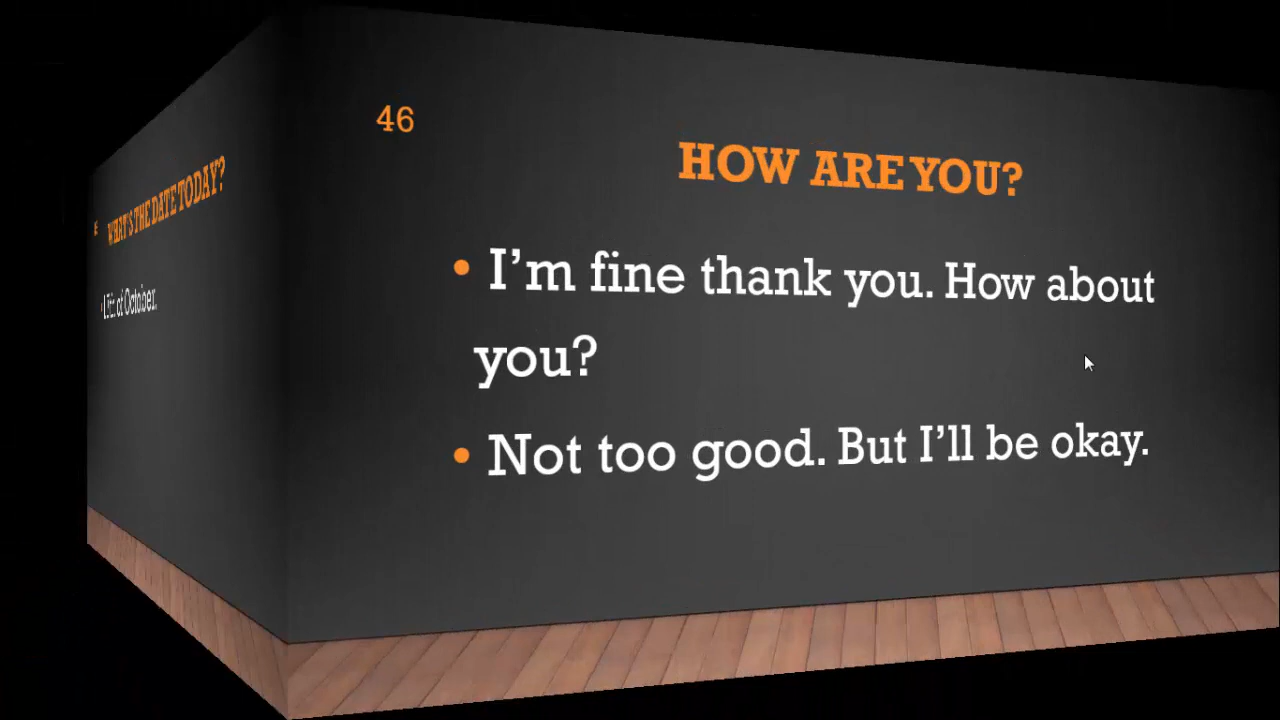 WHAT'S THE DATE TODAY?
of October.
46
HOW ARE YOU?
• I'm fine thank you. How about
you?
• Not too good. But I'll be okay.